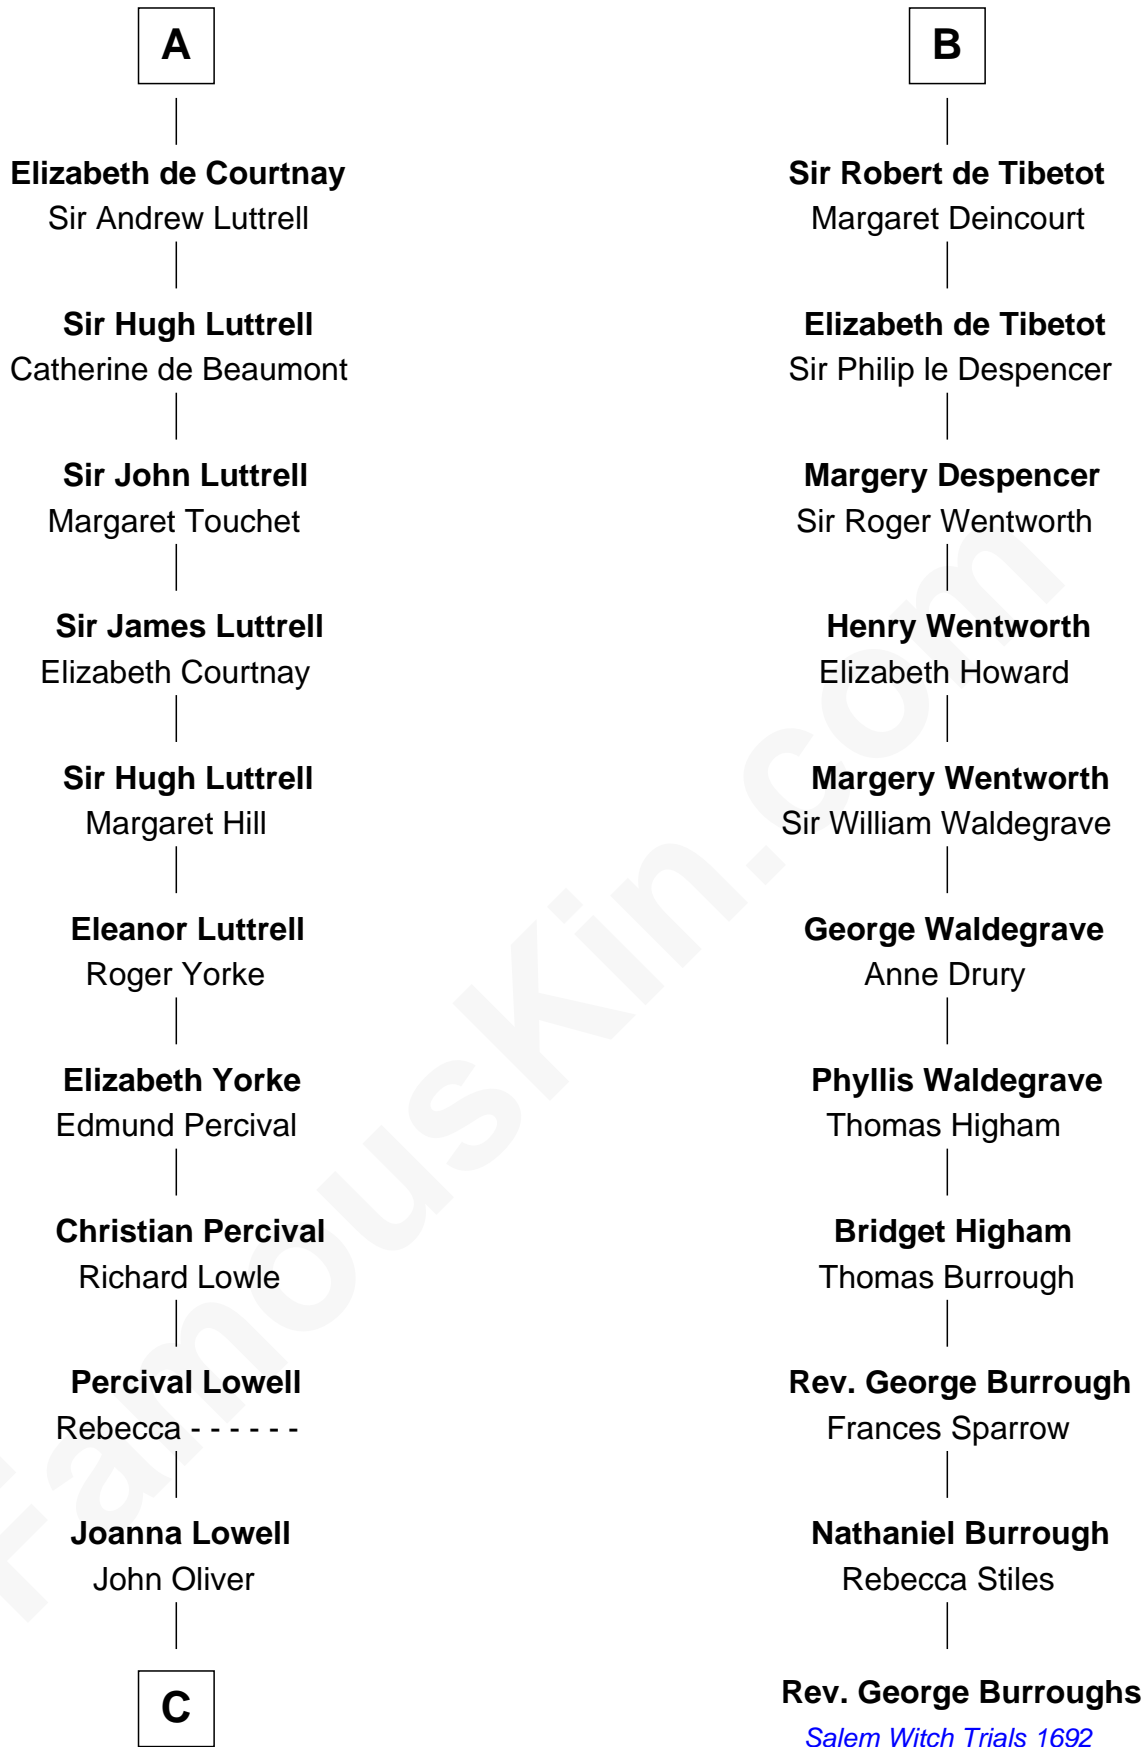 A
Elizabeth de Courtnay
Sir Andrew Luttrell
Sir Hugh Luttrell
Catherine de Beaumont
Sir John Luttrell
Margaret Touchet
Sir James Luttrell
Elizabeth Courtnay
Sir Hugh Luttrell
Margaret Hill
Eleanor Luttrell
Roger Yorke
Elizabeth Yorke
Edmund Percival
Christian Percival
Richard Lowle
Percival Lowell
Rebecca - - - - - -
Joanna Lowell
John Oliver
C
B
Sir Robert de Tibetot
Margaret Deincourt
Elizabeth de Tibetot
Sir Philip le Despencer
Margery Despencer
Sir Roger Wentworth
Henry Wentworth
Elizabeth Howard
Margery Wentworth
Sir William Waldegrave
George Waldegrave
Anne Drury
Phyllis Waldegrave
Thomas Higham
Bridget Higham
Thomas Burrough
Rev. George Burrough
Frances Sparrow
Nathaniel Burrough
Rebecca Stiles
Rev. George Burroughs
Salem Witch Trials 1692
FamousKin.com